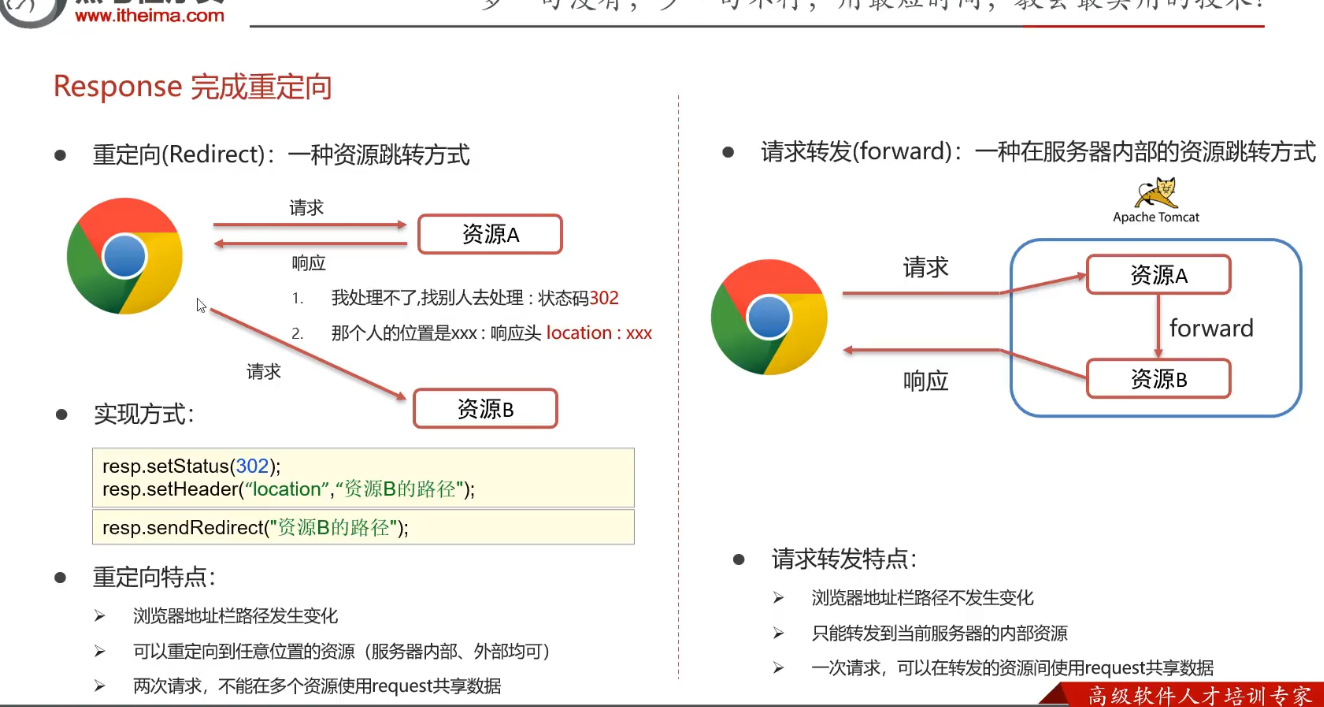 www.itheima.com
Response 完成重定向
● 重定向(Redirect)：一种资源跳转方式
请求
资源A
响应
1. 我处理不了,找别人去处理 : 状态码302
2. 那个人的位置是xxx : 响应头 location : xxx
请求
资源B
● 实现方式：
resp.setStatus(302);
resp.setHeader(“location”,“资源B的路径");
resp.sendRedirect("资源B的路径");
● 重定向特点：
➢ 浏览器地址栏路径发生变化
➢ 可以重定向到任意位置的资源（服务器内部、外部均可）
➢ 两次请求，不能在多个资源使用request共享数据
● 请求转发(forward)：一种在服务器内部的资源跳转方式
Apache Tomcat
请求
资源A
forward
资源B
响应
● 请求转发特点：
➢ 浏览器地址栏路径不发生变化
➢ 只能转发到当前服务器的内部资源
➢ 一次请求，可以在转发的资源间使用request共享数据
高级软件人才培训专家